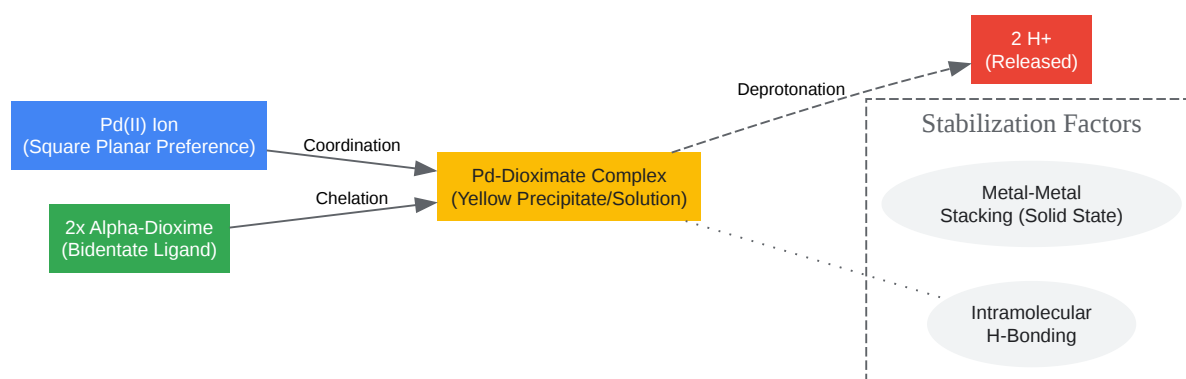 2 H+
(Released)
Deprotonation
Pd(II) Ion
(Square Planar Preference)
Stabilization Factors
Coordination
Pd-Dioximate Complex
(Yellow Precipitate/Solution)
Chelation
Metal-Metal
Stacking (Solid State)
2x Alpha-Dioxime
(Bidentate Ligand)
Intramolecular
H-Bonding